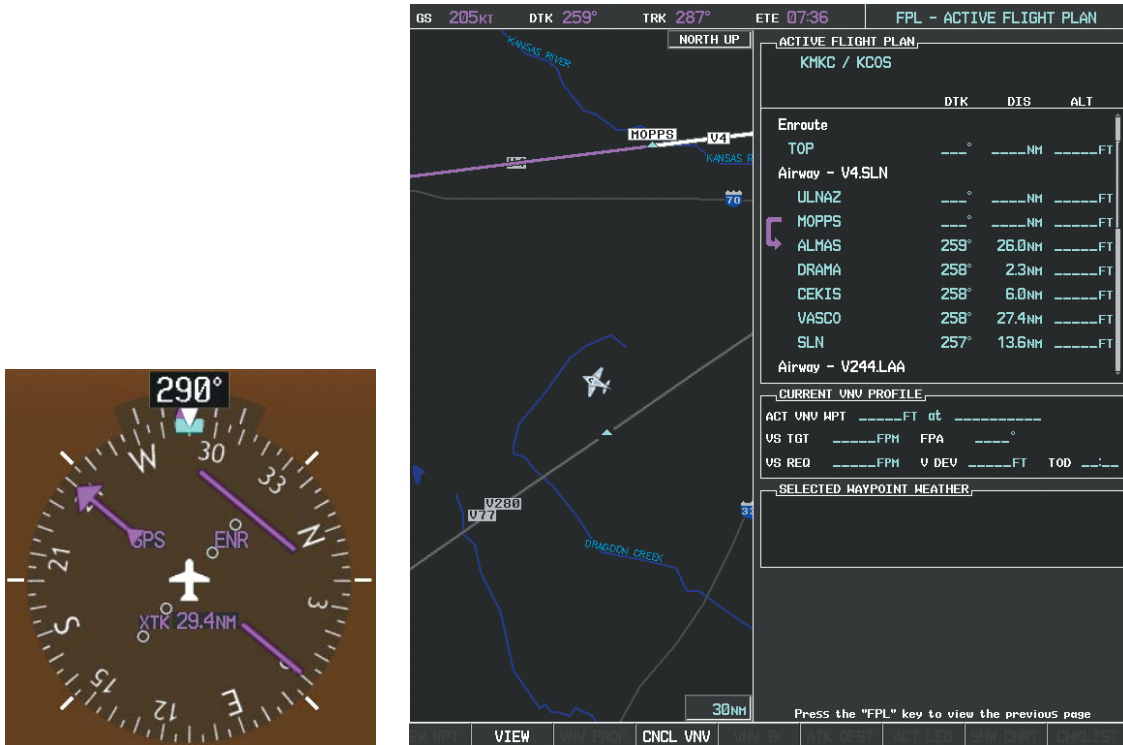 290°
30
33
W
N
GPS
ENR
21
3
XTK 29.4NM
S
15
12
E
GS 205KT DTK 259° TRK 287° ETE 07:36 FPL – ACTIVE FLIGHT PLAN
NORTH UP
KANSAS RIVER
MOPPS
V4
KANSAS R
70
V280
V77
33
DRAGOON CREEK
30NM
ACTIVE FLIGHT PLAN
KMKC / KCOS
DTK DIS ALT
Enroute
TOP ___° ____NM _____FT
Airway – V4.SLN
ULNAZ ___° ____NM _____FT
MOPPS ___° ____NM _____FT
ALMAS 259° 26.0NM _____FT
DRAMA 258° 2.3NM _____FT
CEKIS 258° 6.0NM _____FT
VASCO 258° 27.4NM _____FT
SLN 257° 13.6NM _____FT
Airway – V244.LAA
CURRENT VNV PROFILE
ACT VNV WPT _____FT at __________
VS TGT _____FPM FPA ____°
VS REQ _____FPM V DEV _____FT TOD __:__
SELECTED WAYPOINT WEATHER
Press the "FPL" key to view the previous page
EW WPT VIEW VNV PROF CNCL VNV VNV ATK OFST ACT LEG SHW CHRT CHKLIST